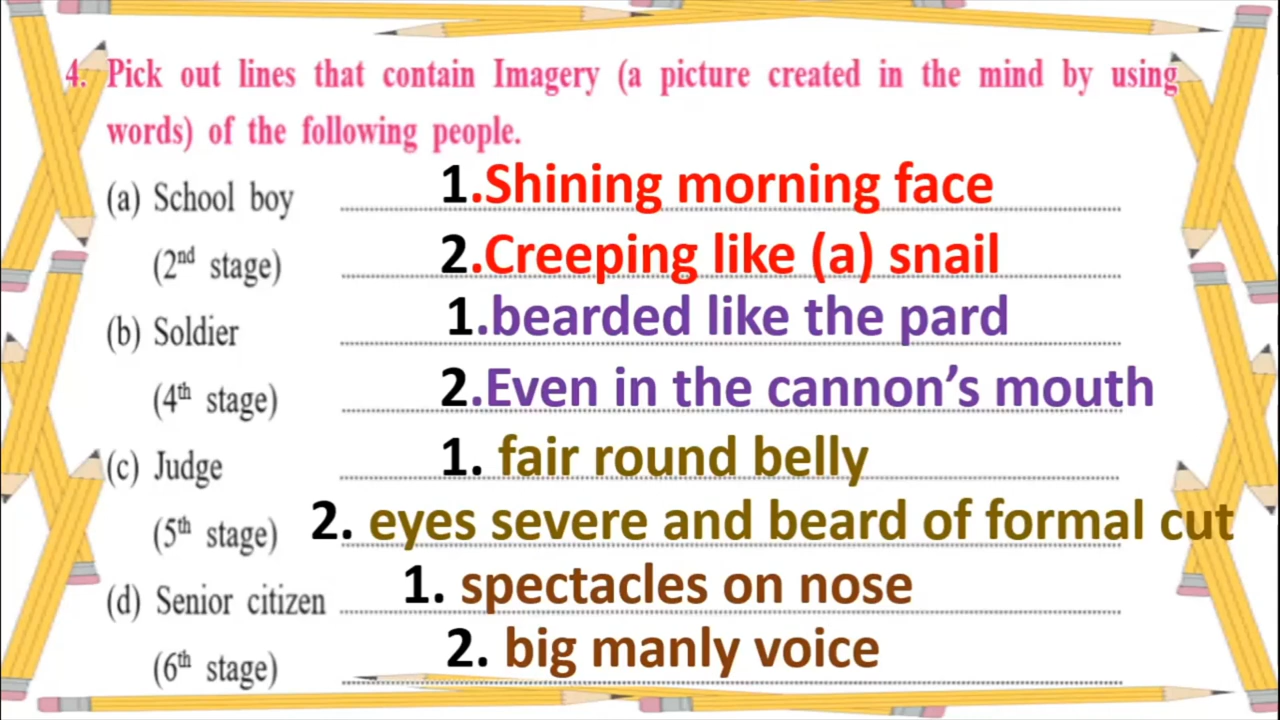 4. Pick out lines that contain Imagery (a picture created in the mind by using
words) of the following people.
(a) School boy 1.Shining morning face
(2nd stage) 2.Creeping like (a) snail
(b) Soldier 1.bearded like the pard
(4th stage) 2.Even in the cannon's mouth
(c) Judge 1. fair round belly
(5th stage) 2. eyes severe and beard of formal cut
(d) Senior citizen 1. spectacles on nose
(6th stage) 2. big manly voice